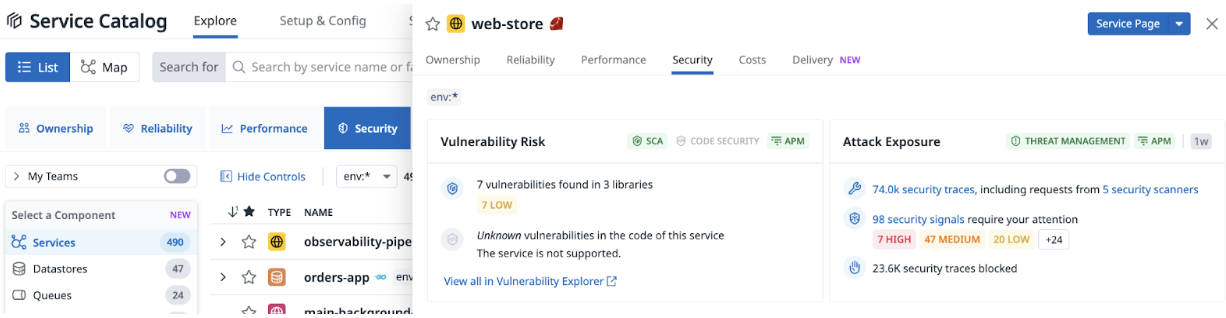 Service Catalog
Explore
Setup & Config
List
Map
Search for
Search by service name or fa
Ownership
Reliability
Performance
Security
My Teams
Hide Controls
env:*
Select a Component NEW
Services 490
Datastores 47
Queues 24
TYPE NAME
observability-pipe
orders-app
web-store
Service Page
Ownership Reliability Performance Security Costs Delivery NEW
env:*
Vulnerability Risk
SCA CODE SECURITY APM
7 vulnerabilities found in 3 libraries
7 LOW
Unknown vulnerabilities in the code of this service
The service is not supported.
View all in Vulnerability Explorer
Attack Exposure
THREAT MANAGEMENT APM 1w
74.0k security traces, including requests from 5 security scanners
98 security signals require your attention
7 HIGH 47 MEDIUM 20 LOW +24
23.6K security traces blocked